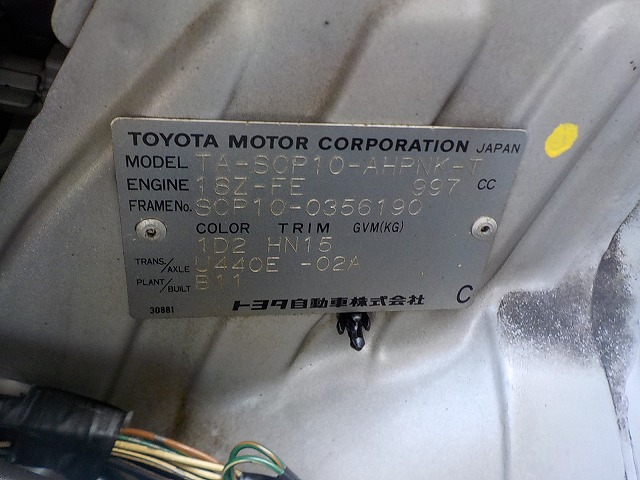 TOYOTA MOTOR CORPORATION JAPAN
MODEL TA-SCP10-AHPNK-T
ENGINE 1SZ-FE 997 CC
FRAME No. SCP10-0356190
COLOR TRIM GVM(KG)
1D2 HN15
TRANS./AXLE U440E -02A
PLANT/BUILT B11
30881 トヨタ自動車株式会社 C